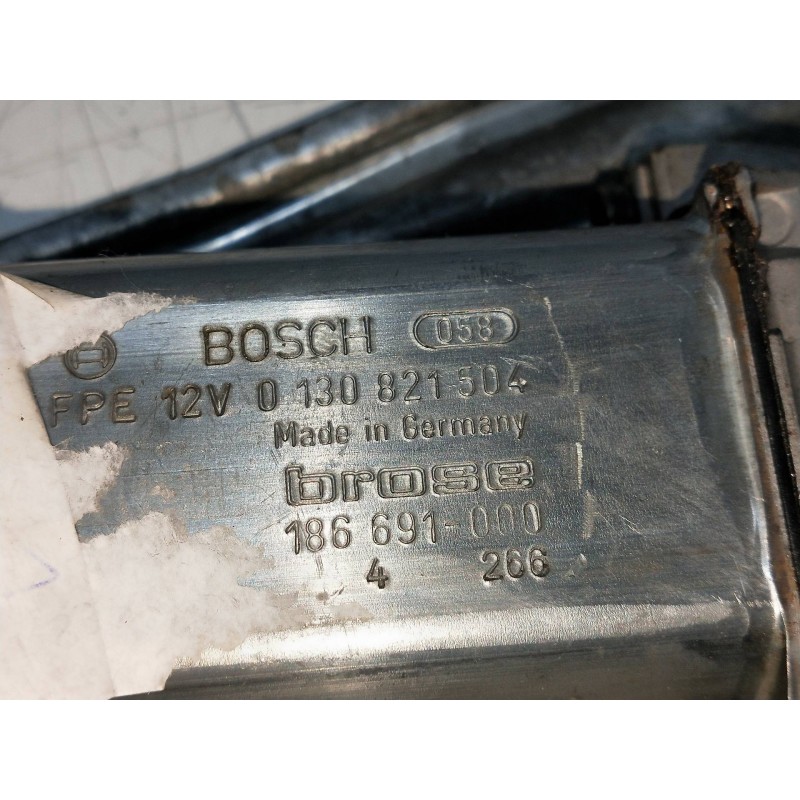 BOSCH 058
FPE 12V 0 130 821 504
Made in Germany
brose
186 691-000
4 266